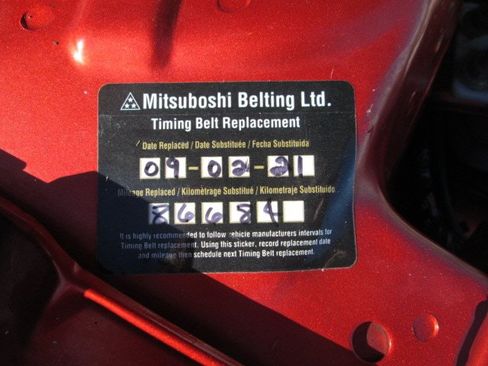 Mitsuboshi Belting Ltd.
Timing Belt Replacement
Date Replaced / Date Substituée / Fecha Substituida
09-02-21
Mileage Replaced / Kilomètrage Substitué / Kilometraje Substituido
86684
It is highly recommended to follow vehicle manufacturers intervals for
Timing Belt replacement. Using this sticker, record replacement date
and mileage then schedule next Timing Belt replacement.